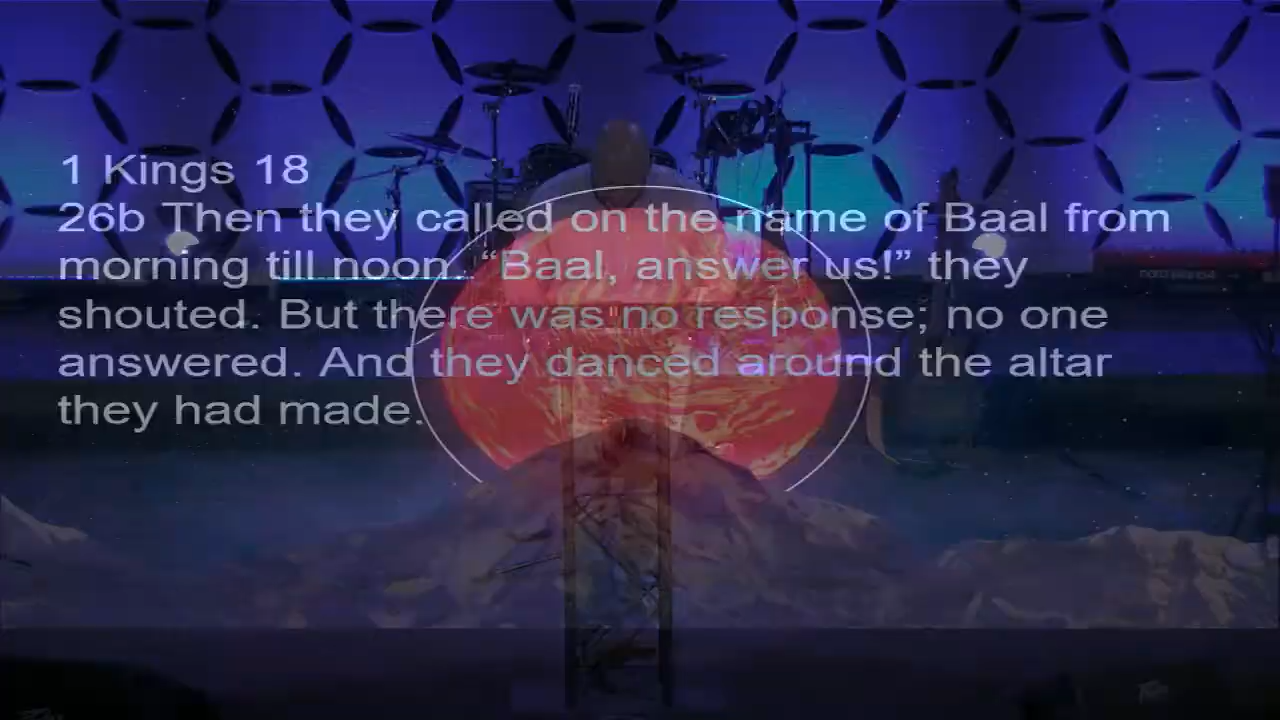 1 Kings 18
26b Then they called on the name of Baal from
morning till noon. “Baal, answer us!” they
shouted. But there was no response; no one
answered. And they danced around the altar
they had made.